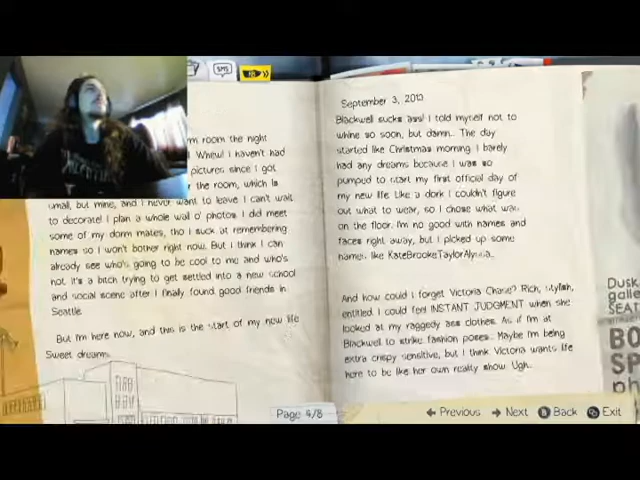 SMS
m room the night
! Whew! I haven't had
pictures since I got
the room, which is
small, but mine, and I never want to leave I can't wait
to decorate! I plan a whole wall o' photos I did meet
some of my dorm mates, tho I suck at remembering
names so I won't bother right now. But I think I can
already see who's going to be cool to me and who's
not it's a bitch trying to get settled into a new school
and social scene after I finally found good friends in
Seattle.
But I'm here now, and this is the start of my new life
Sweet dreams
September 3, 2013
Blackwell sucks ass! I told myself not to
whine so soon, but damn. The day
started like Christmas morning I barely
had any dreams because I was so
pumped to start my first official day of
my new life Like a dork I couldn't figure
out what to wear, so I chose what was
on the floor. I'm no good with names and
faces right away, but I picked up some
names like KateBrookeTaylorAlyssa...
And how could I forget Victoria Chase? Rich, stylish,
entitled. I could feel INSTANT JUDGMENT when she
looked at my raggedy ass clothes. As if I'm at
Blackwell to strike fashion poses. Maybe I'm being
extra crispy sensitive, but I think Victoria wants life
here to be like her own reality show Ugh.
Dusk
galle
SEAT
BO
SP
ph
Page 4/8
Previous Next Back Exit